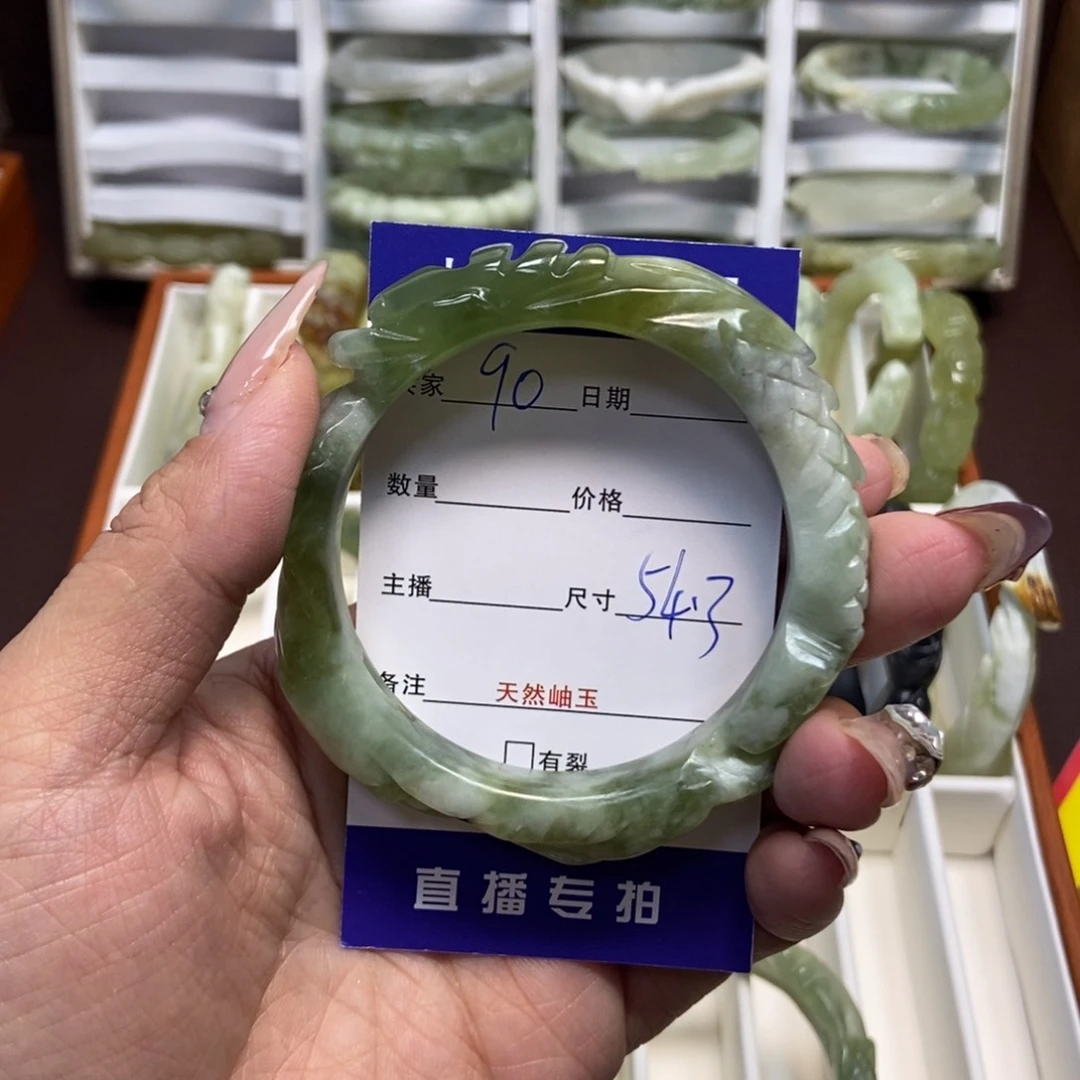 家 90 日期
数量 价格
主播 尺寸 54.3
备注 天然岫玉
有裂
直播专拍